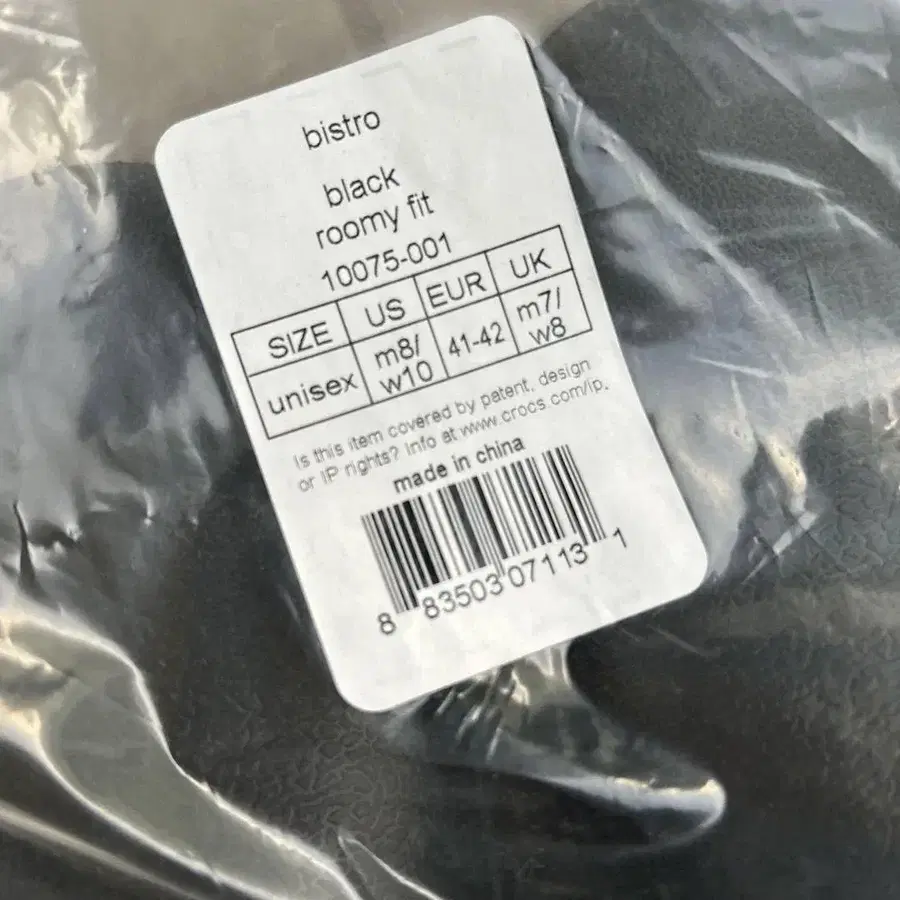 bistro
black
roomy fit
10075-001
SIZE US EUR UK
unisex m8/ w10 41-42 m7/ w8
Is this item covered by patent, design
or IP rights? Info at www.crocs.com/ip.
made in china
8 83503 07113 1